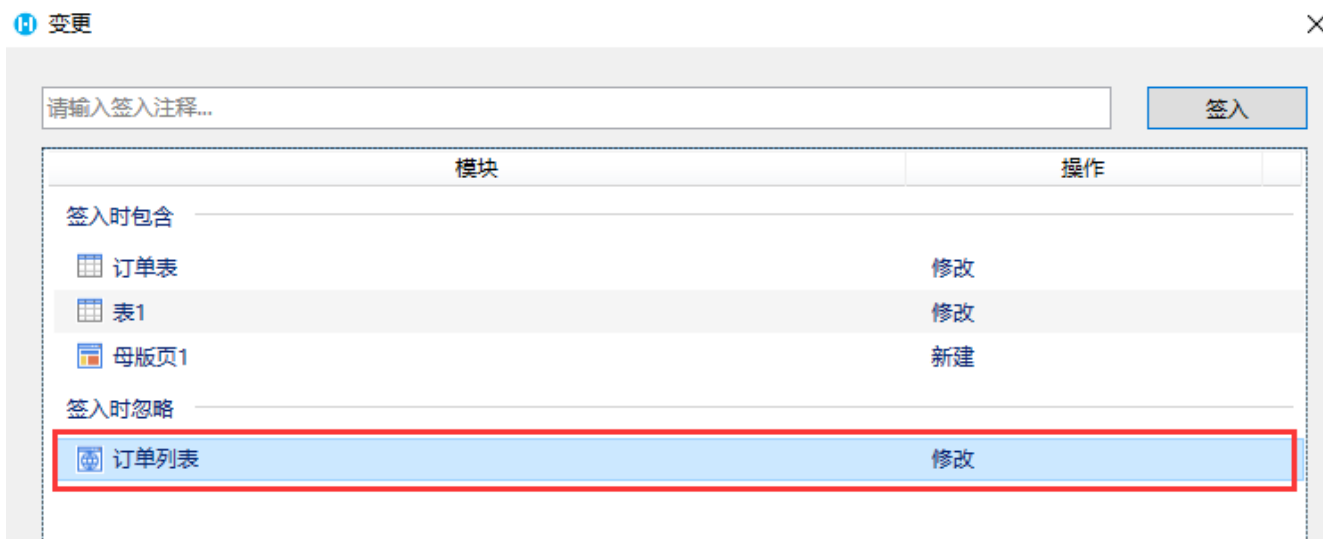 变更
请输入签入注释...
签入
模块 操作
签入时包含
订单表 修改
表1 修改
母版页1 新建
签入时忽略
订单列表 修改